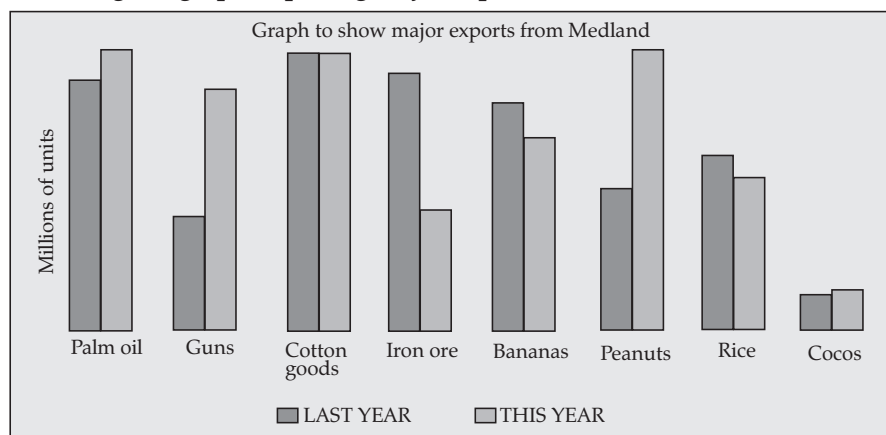 Graph to show major exports from Medland
Millions of units
Palm oil
Guns
Cotton
goods
Iron ore
Bananas
Peanuts
Rice
Cocos
LAST YEAR
THIS YEAR